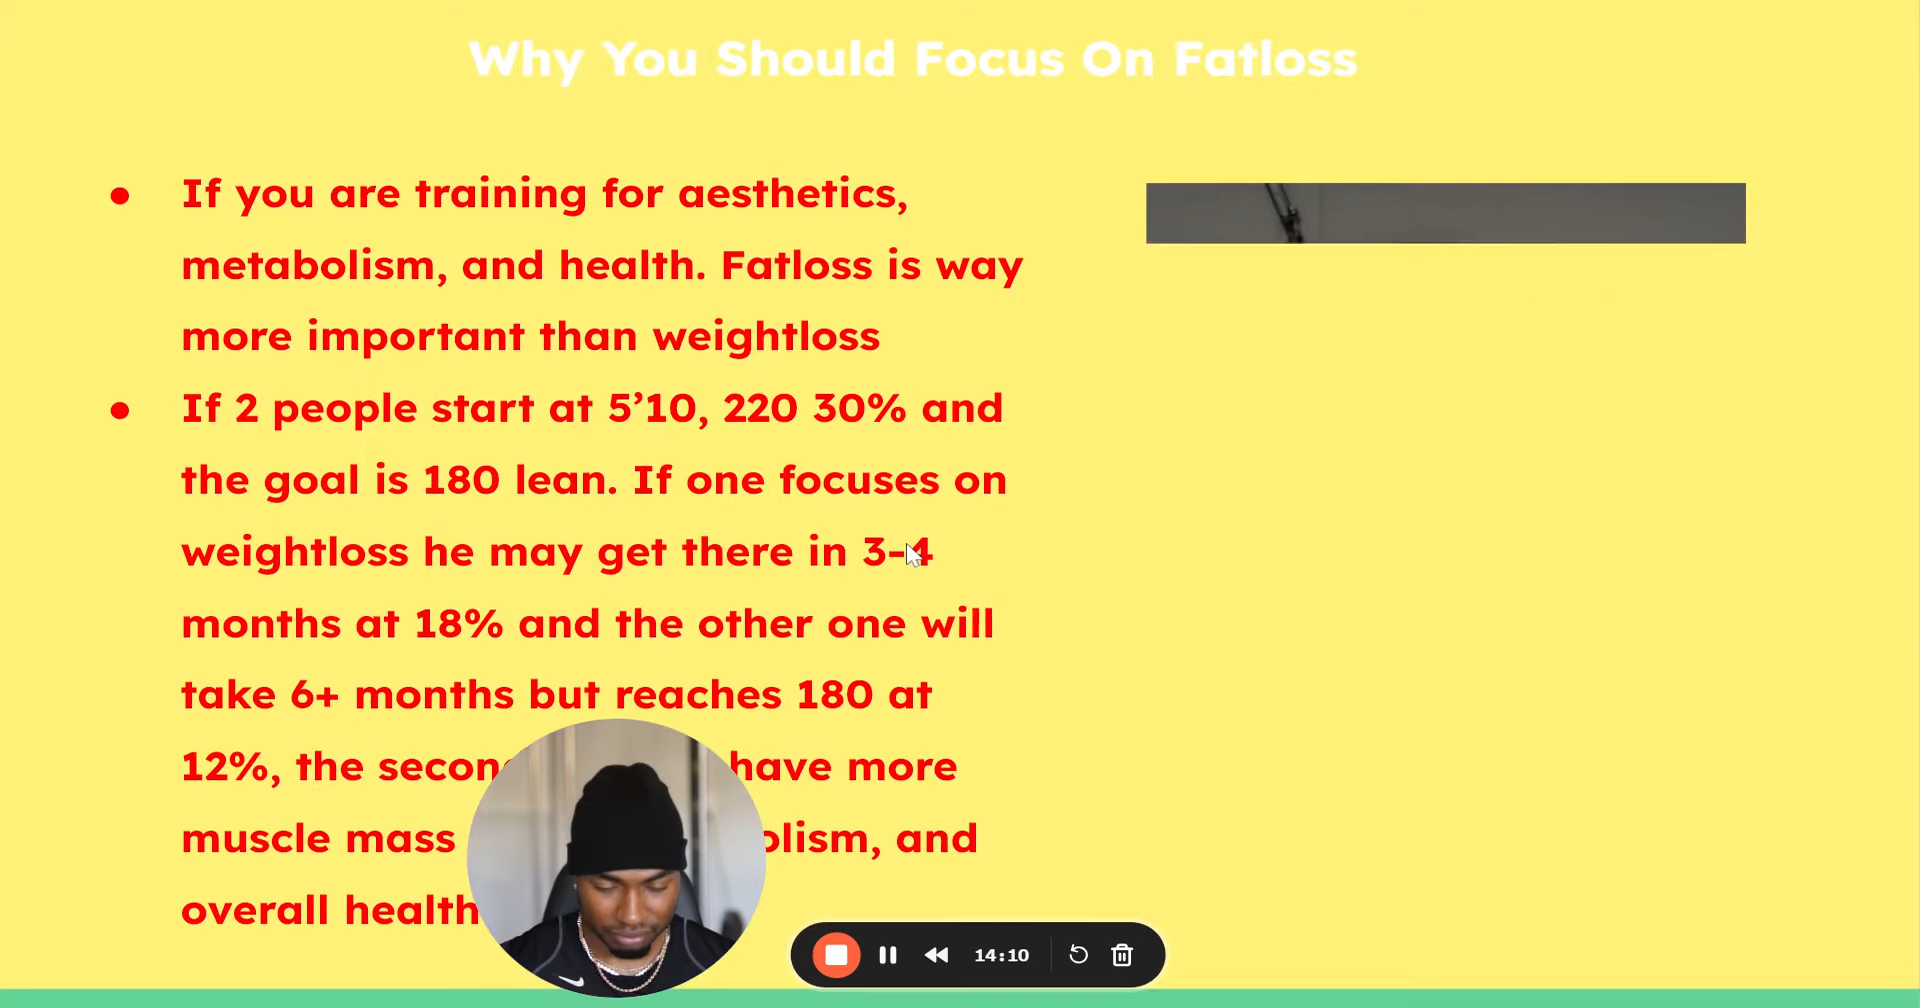 Why You Should Focus On Fatloss
● If you are training for aesthetics,
metabolism, and health. Fatloss is way
more important than weightloss
● If 2 people start at 5’10, 220 30% and
the goal is 180 lean. If one focuses on
weightloss he may get there in 3-4
months at 18% and the other one will
take 6+ months but reaches 180 at
12%, the secon have more
muscle mass olism, and
overall health
14:10